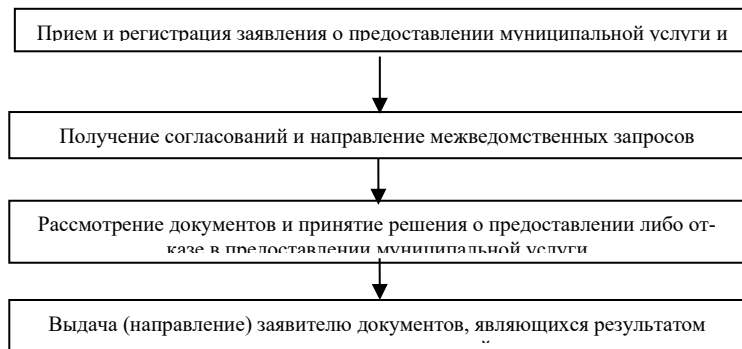 Прием и регистрация заявления о предоставлении муниципальной услуги и
Получение согласований и направление межведомственных запросов
Рассмотрение документов и принятие решения о предоставлении либо от-
казе в предоставлении муниципальной услуги
Выдача (направление) заявителю документов, являющихся результатом